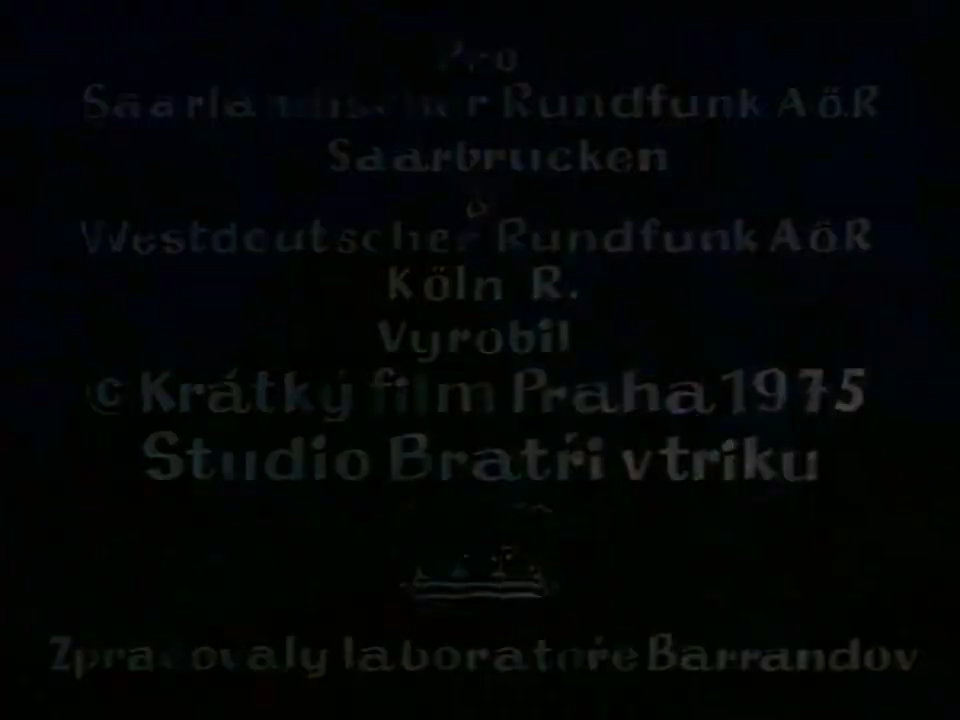 Pro
Saarländischer Rundfunk AöR
Saarbrücken
&
Westdeutscher Rundfunk AöR
Köln R.
Vyrobil
© Krátký film Praha 1975
Studio Bratři v triku
Zpracovaly laboratoře Barrandov